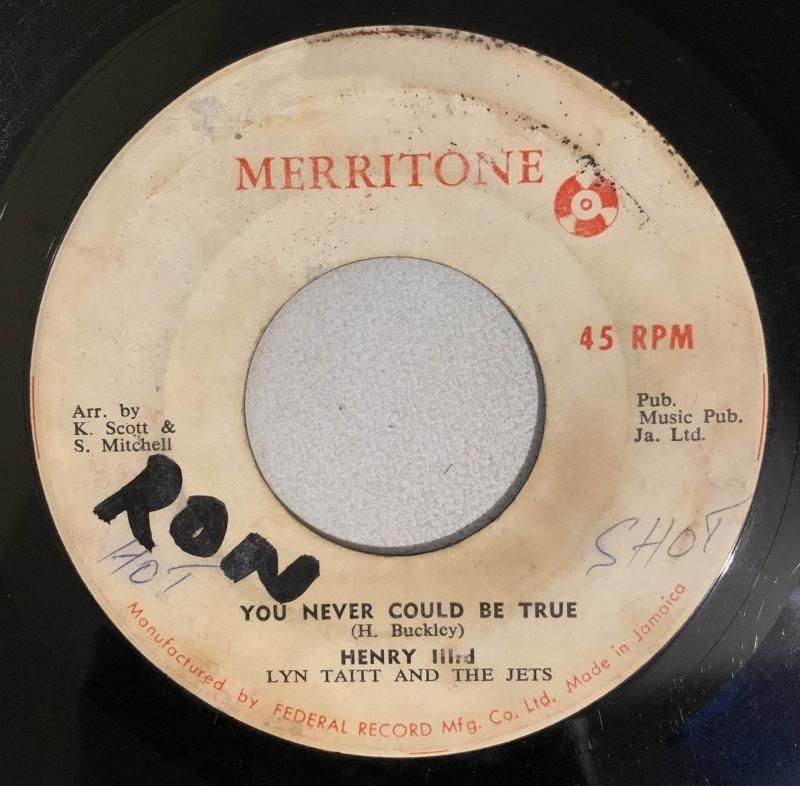 MERRITONE
45 RPM
Arr. by
K. Scott &
S. Mitchell
Pub.
Music Pub.
Ja. Ltd.
RON
HOT
SHOT
YOU NEVER COULD BE TRUE
(H. Buckley)
HENRY IIIrd
LYN TAITT AND THE JETS
Manufactured by FEDERAL RECORD Mfg. Co. Ltd. Made in Jamaica